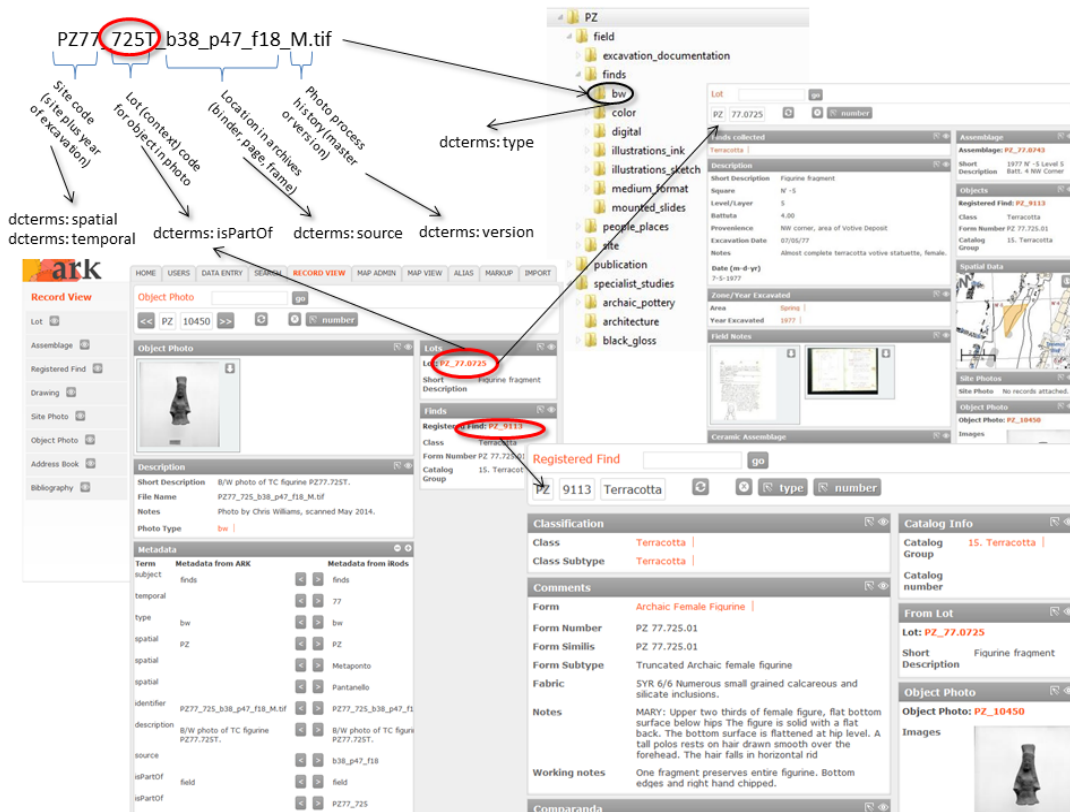 PZ77_725T_b38_p47_f18_M.tif
Site code
(site plus year
of excavation)
Lot (context) code
for object in photo
Location in archives
(binder, page, frame)
Photo process
history (master
or version)
dcterms: spatial
dcterms: temporal
dcterms: isPartOf
dcterms: source
dcterms: version
dcterms: type
PZ
field
excavation_documentation
finds
bw
color
digital
illustrations_ink
illustrations_sketch
medium_format
mounted_slides
people_places
site
publication
specialist_studies
archaic_pottery
architecture
black_gloss
Lot
go
PZ 77.0725 number
Finds collected
Terracotta
Description
Short Description Figurine fragment
Square N' -5
Level/Layer 5
Battuta 4.00
Provenience NW corner, area of Votive Deposit
Excavation Date 07/05/77
Notes Almost complete terracotta votive statuette, female.
Date (m-d-yr)
7-5-1977
Zone/Year Excavated
Area Spring
Year Excavated 1977
Field Notes
Ceramic Assemblage
Assemblage
Assemblage: PZ_77.0743
Short Description 1977 N' -5 Level 5
Batt. 4 NW Corner
Objects
Registered Find: PZ_9113
Class Terracotta
Form Number PZ 77.725.01
Catalog Group 15. Terracotta
Spatial Data
Site Photos
Site Photo No records attached.
Object Photo
Object Photo: PZ_10450
Images
ark
HOME USERS DATA ENTRY SEARCH RECORD VIEW MAP ADMIN MAP VIEW ALIAS MARKUP IMPORT
Record View
Lot
Assemblage
Registered Find
Drawing
Site Photo
Object Photo
Address Book
Bibliography
Object Photo
go
<< PZ 10450 >> number
Object Photo
Description
Short Description B/W photo of TC figurine PZ77.725T.
File Name PZ77_725_b38_p47_f18_M.tif
Notes Photo by Chris Williams, scanned May 2014.
Photo Type bw
Lots
Lot: PZ_77.0725
Short Description Figurine fragment
Finds
Registered Find: PZ_9113
Class Terracotta
Form Number PZ 77.725.01
Catalog Group 15. Terracot
Metadata
Term Metadata from ARK Metadata from iRods
subject finds < > finds
temporal < > 77
type bw < > bw
spatial PZ < > PZ
spatial < > Metaponto
spatial < > Pantanello
identifier PZ77_725_b38_p47_f18_M.tif < > PZ77_725_b38_p47_f1
description B/W photo of TC figurine PZ77.725T. < > B/W photo of TC figuri PZ77.725T.
source < > b38_p47_f18
isPartOf field < > field
isPartOf < > PZ77_725
Registered Find
go
PZ 9113 Terracotta type number
Classification
Class Terracotta
Class Subtype Terracotta
Comments
Form Archaic Female Figurine
Form Number PZ 77.725.01
Form Similis PZ 77.725.01
Form Subtype Truncated Archaic female figurine
Fabric 5YR 6/6 Numerous small grained calcareous and
silicate inclusions.
Notes MARY: Upper two thirds of female figure, flat bottom
surface below hips The figure is solid with a flat
back. The bottom surface is flattened at hip level. A
tall polos rests on hair drawn smooth over the
forehead. The hair falls in horizontal rid
Working notes One fragment preserves entire figurine. Bottom
edges and right hand chipped.
Comparanda
Catalog Info
Catalog Group 15. Terracotta
Catalog number
From Lot
Lot: PZ_77.0725
Short Description Figurine fragment
Object Photo
Object Photo: PZ_10450
Images